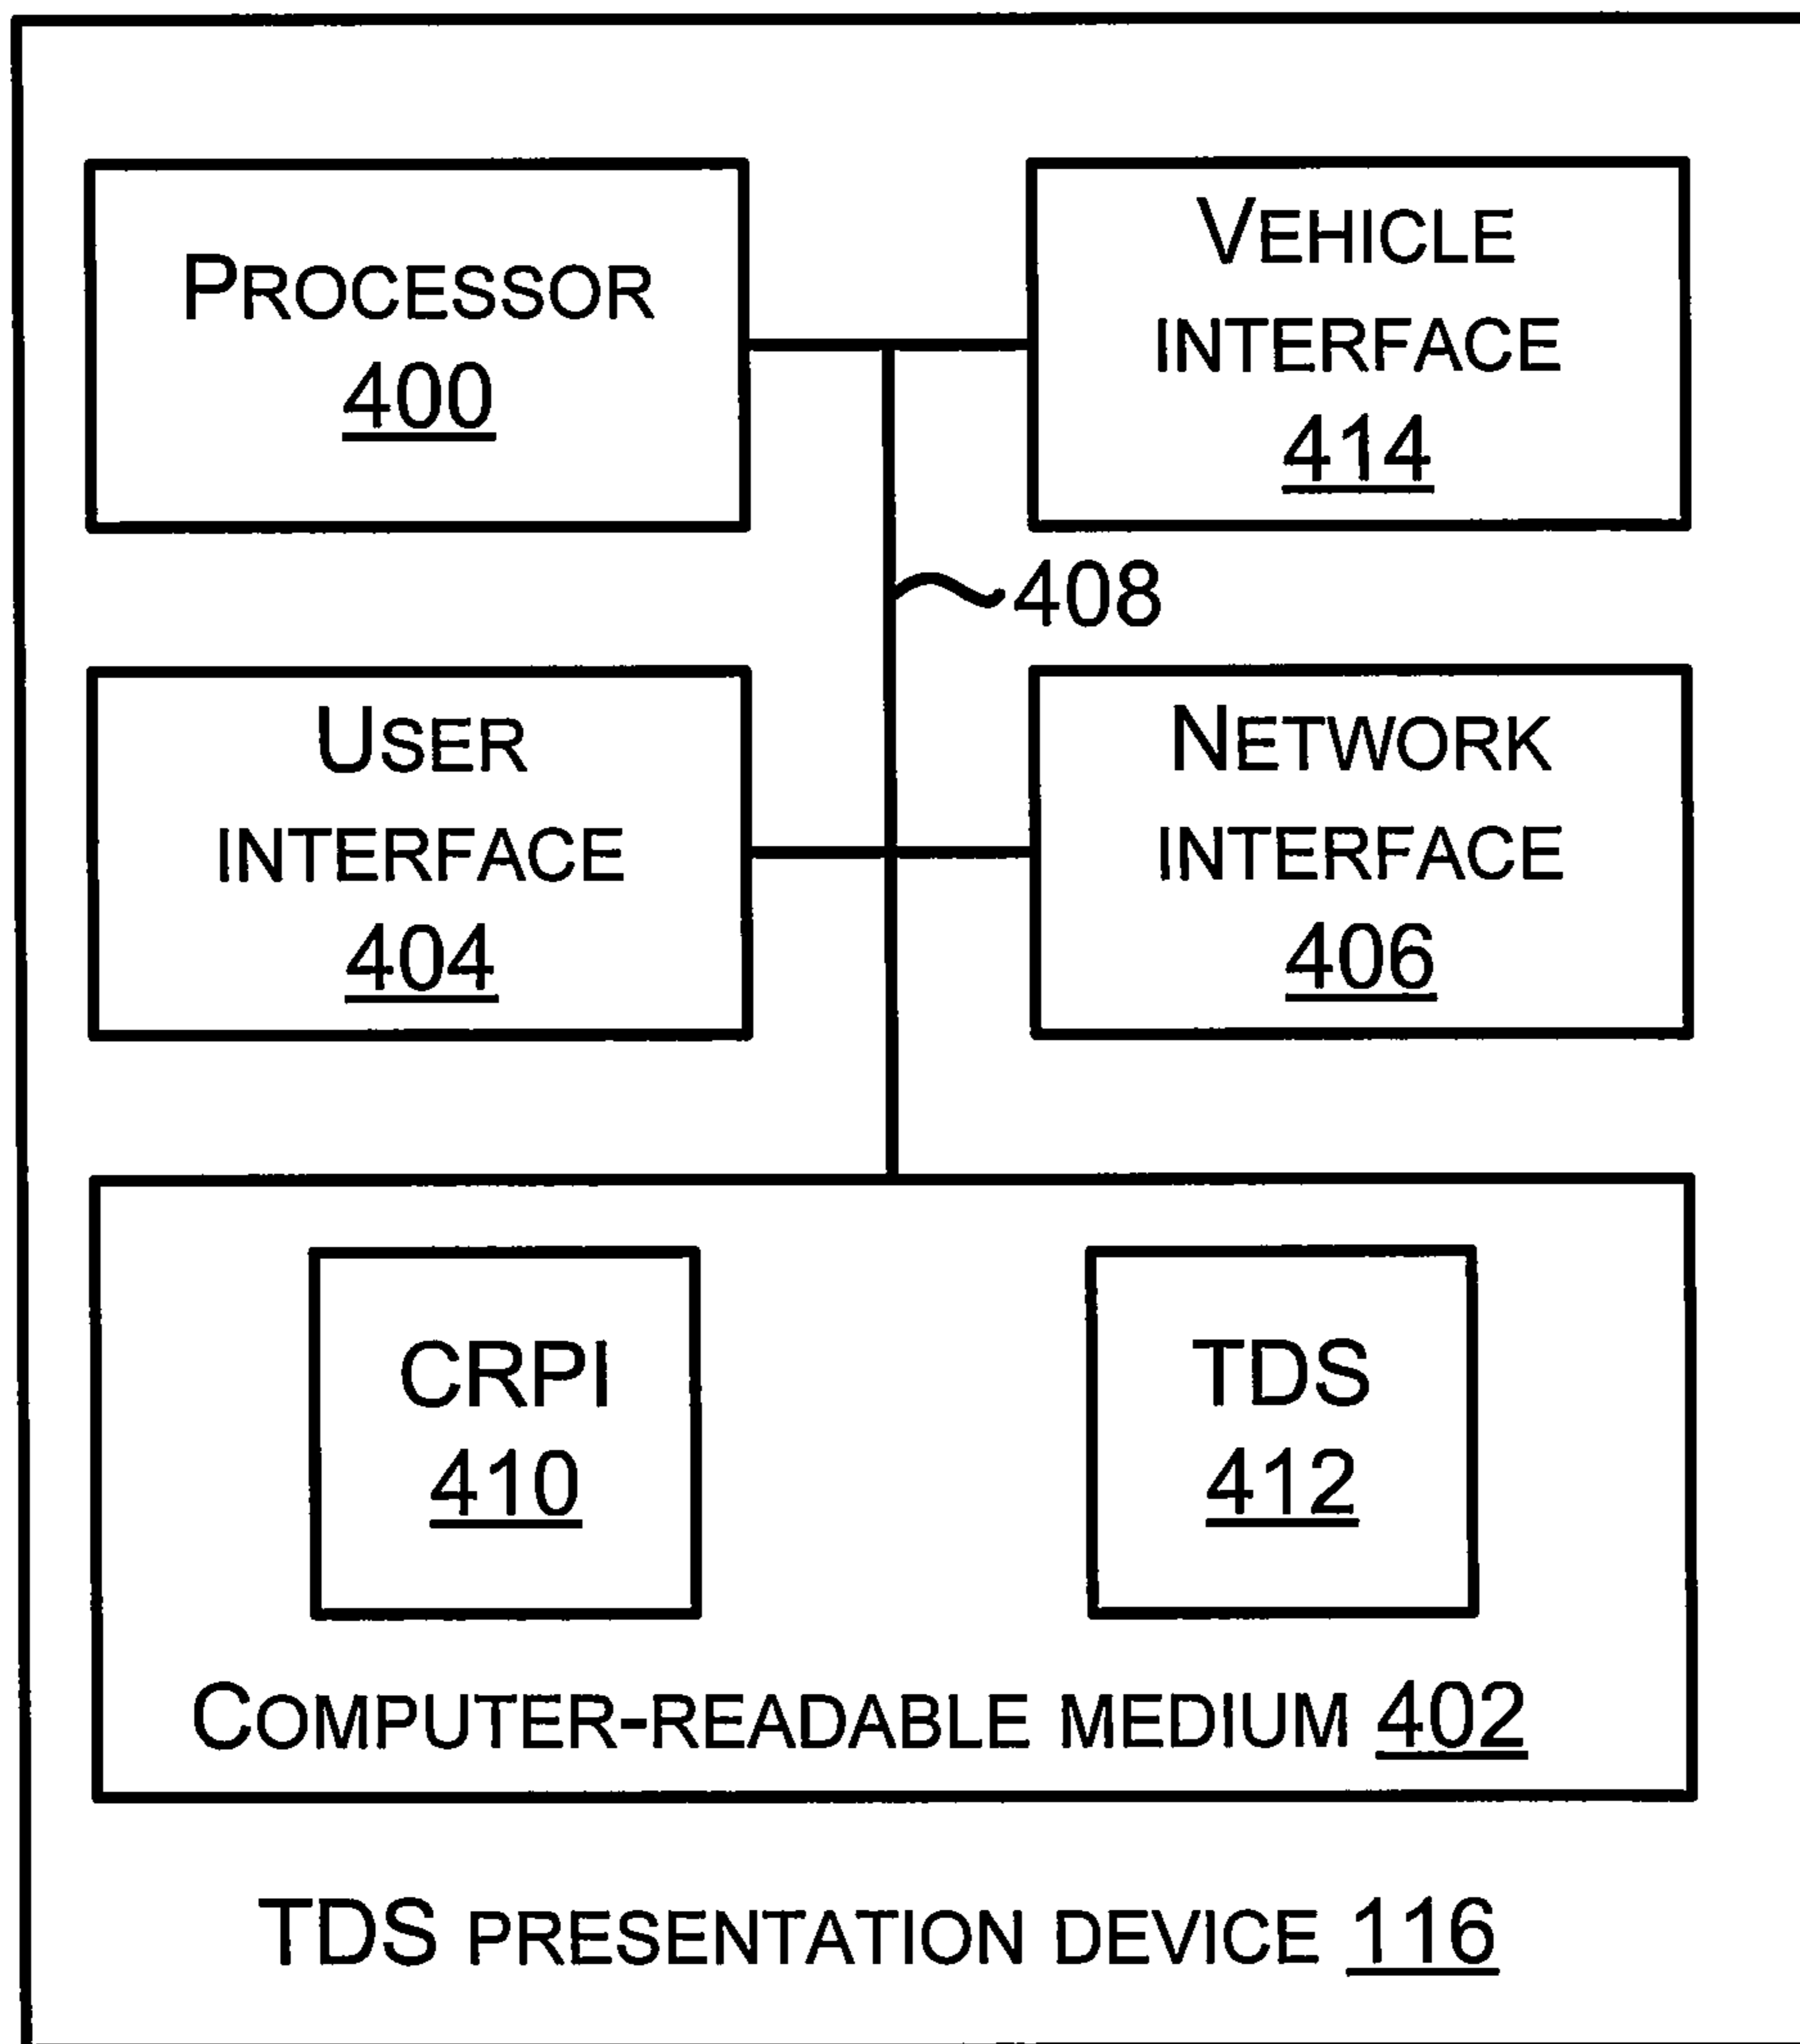 PROCESSOR
400
VEHICLE
INTERFACE
414
408
USER
INTERFACE
404
NETWORK
INTERFACE
406
CRPI
410
TDS
412
COMPUTER-READABLE MEDIUM 402
TDS PRESENTATION DEVICE 116